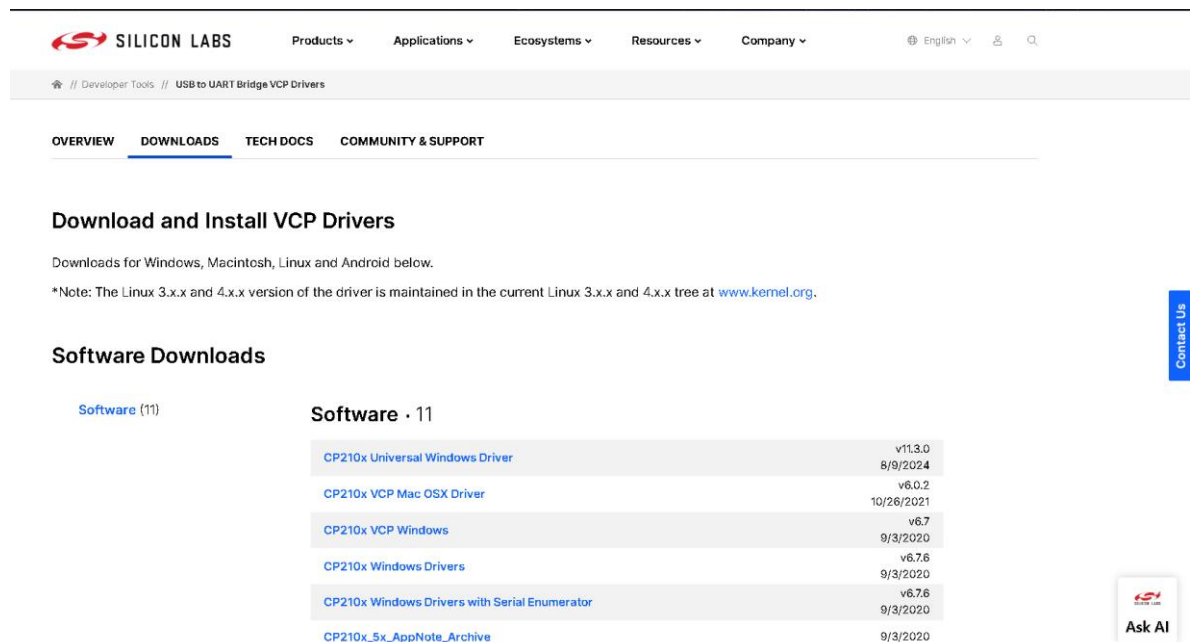 SILICON LABS
Products Applications Ecosystems Resources Company English
// Developer Tools // USB to UART Bridge VCP Drivers
OVERVIEW DOWNLOADS TECH DOCS COMMUNITY & SUPPORT
Download and Install VCP Drivers
Downloads for Windows, Macintosh, Linux and Android below.
*Note: The Linux 3.x.x and 4.x.x version of the driver is maintained in the current Linux 3.x.x and 4.x.x tree at www.kernel.org.
Contact Us
Software Downloads
Software (11)
Software · 11
CP210x Universal Windows Driver
v11.3.0
8/9/2024
CP210x VCP Mac OSX Driver
v6.0.2
10/26/2021
CP210x VCP Windows
v6.7
9/3/2020
CP210x Windows Drivers
v6.7.6
9/3/2020
CP210x Windows Drivers with Serial Enumerator
v6.7.6
9/3/2020
CP210x_5x_AppNote_Archive
9/3/2020
SILICON LABS
Ask AI